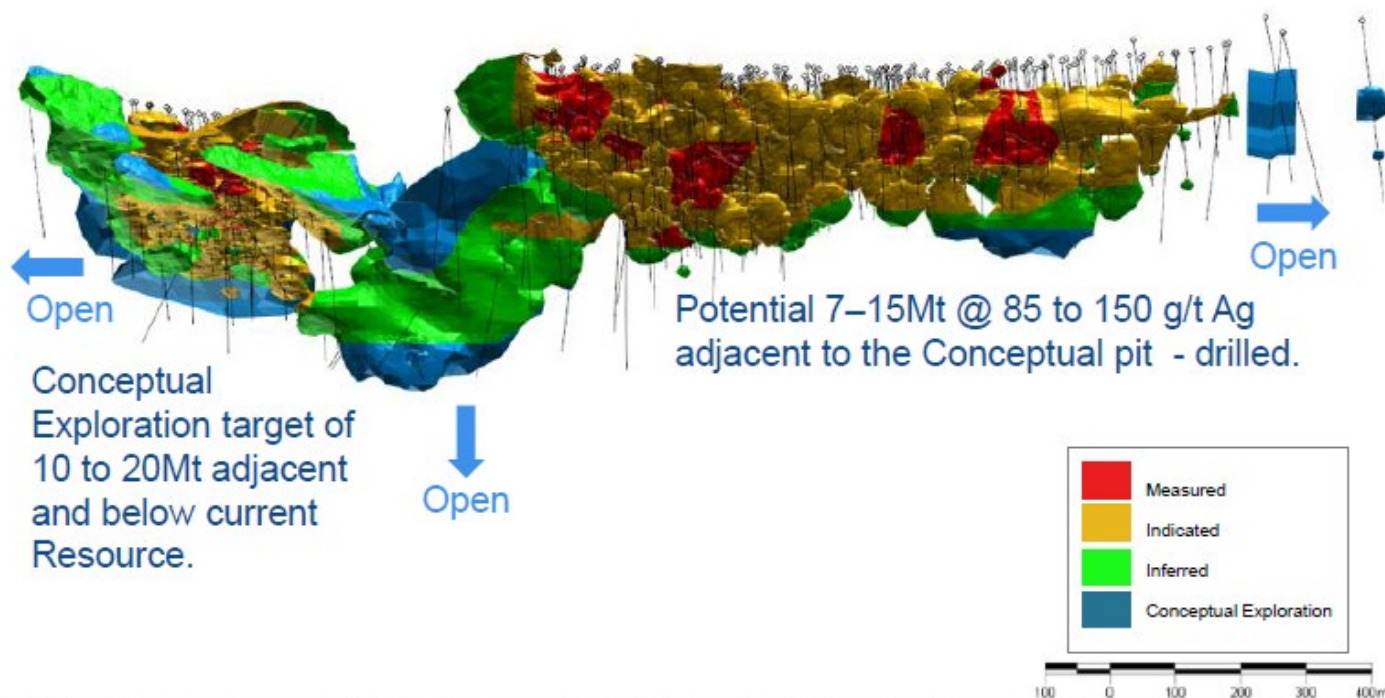 Open
Open
Potential 7–15Mt @ 85 to 150 g/t Ag
adjacent to the Conceptual pit - drilled.
Conceptual
Exploration target of
10 to 20Mt adjacent
and below current
Resource.
Open
Measured
Indicated
Inferred
Conceptual Exploration
100 0 100 200 300 400m